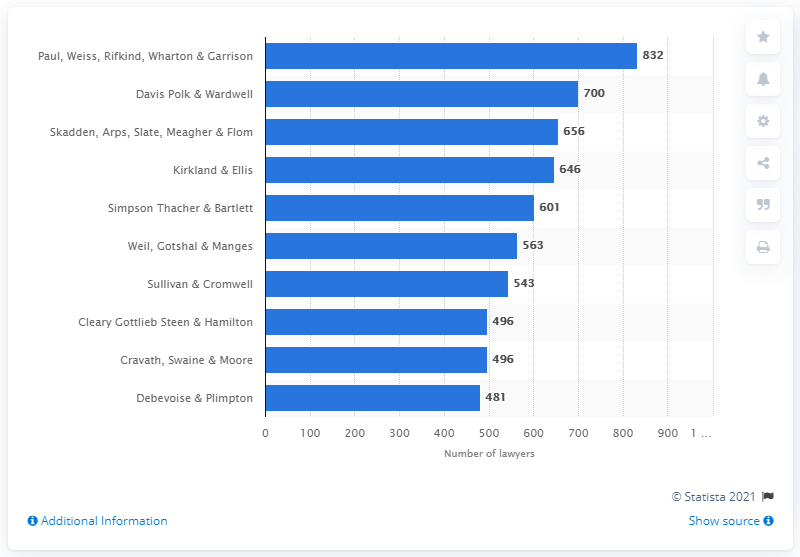 Paul, Weiss, Rifkind, Wharton & Garrison 832
Davis Polk & Wardwell 700
Skadden, Arps, Slate, Meagher & Flom 656
Kirkland & Ellis 646
Simpson Thacher & Bartlett 601
Weil, Gotshal & Manges 563
Sullivan & Cromwell 543
Cleary Gottlieb Steen & Hamilton 496
Cravath, Swaine & Moore 496
Debevoise & Plimpton 481
0 100 200 300 400 500 600 700 800 900 1 ...
Number of lawyers
© Statista 2021
Additional Information Show source